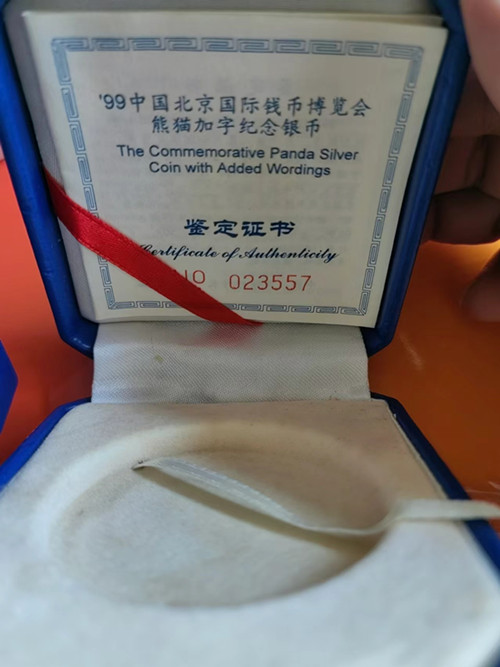 '99中国北京国际钱币博览会
熊猫加字纪念银币
The Commemorative Panda Silver
Coin with Added Wordings
鉴定证书
Certificate of Authenticity
NO 023557